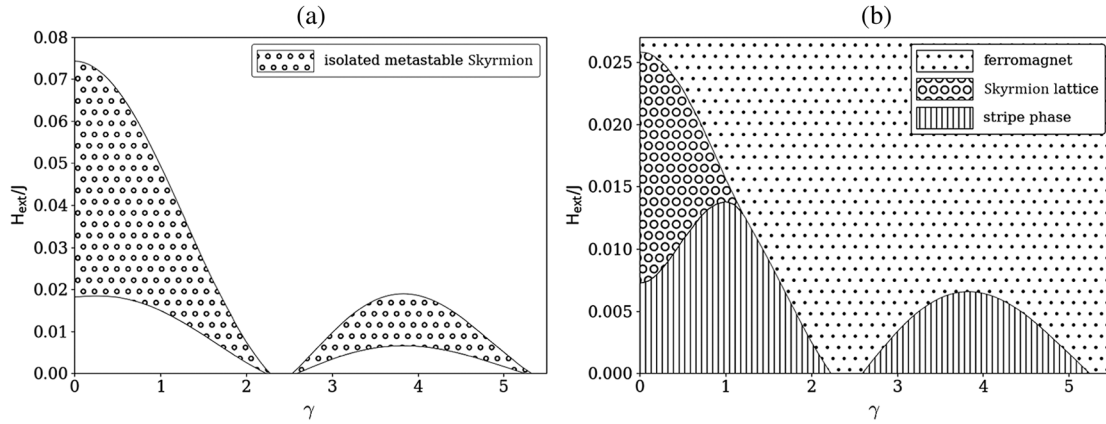 (a)
0.08
0.07
0.06
0.05
0.04
0.03
0.02
0.01
0.00
H_ext/J
0 1 2 3 4 5
γ
isolated metastable Skyrmion
(b)
0.025
0.020
0.015
0.010
0.005
0.000
H_ext/J
0 1 2 3 4 5
γ
ferromagnet
Skyrmion lattice
stripe phase